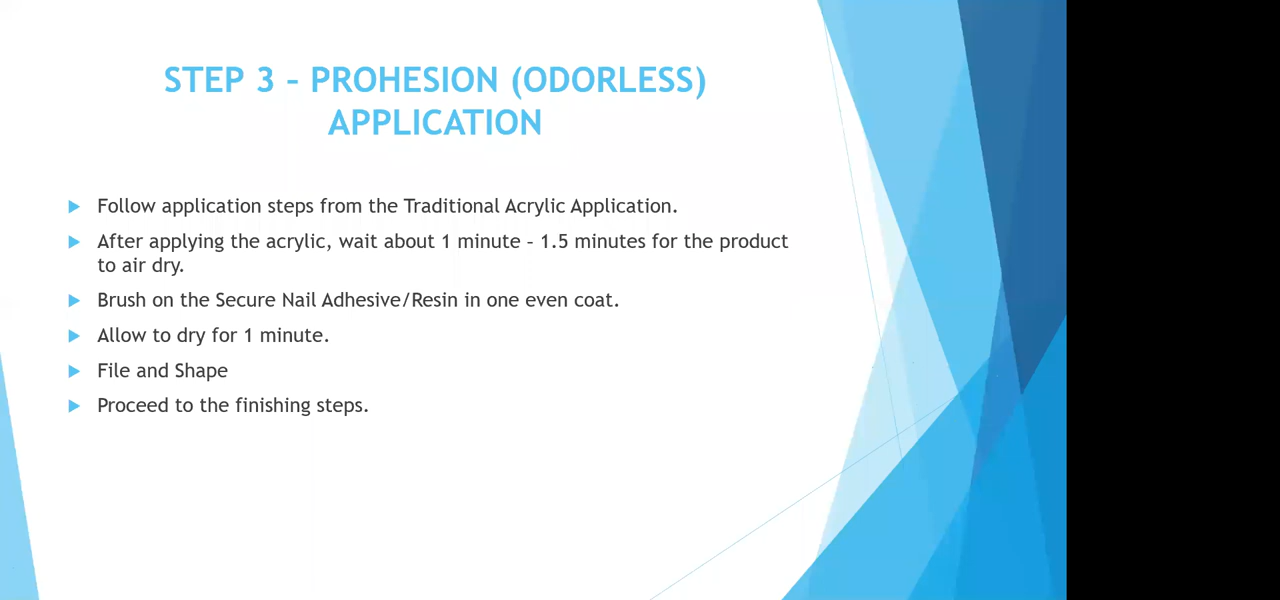 STEP 3 – PROHESION (ODORLESS)
APPLICATION
Follow application steps from the Traditional Acrylic Application.
After applying the acrylic, wait about 1 minute – 1.5 minutes for the product
to air dry.
Brush on the Secure Nail Adhesive/Resin in one even coat.
Allow to dry for 1 minute.
File and Shape
Proceed to the finishing steps.